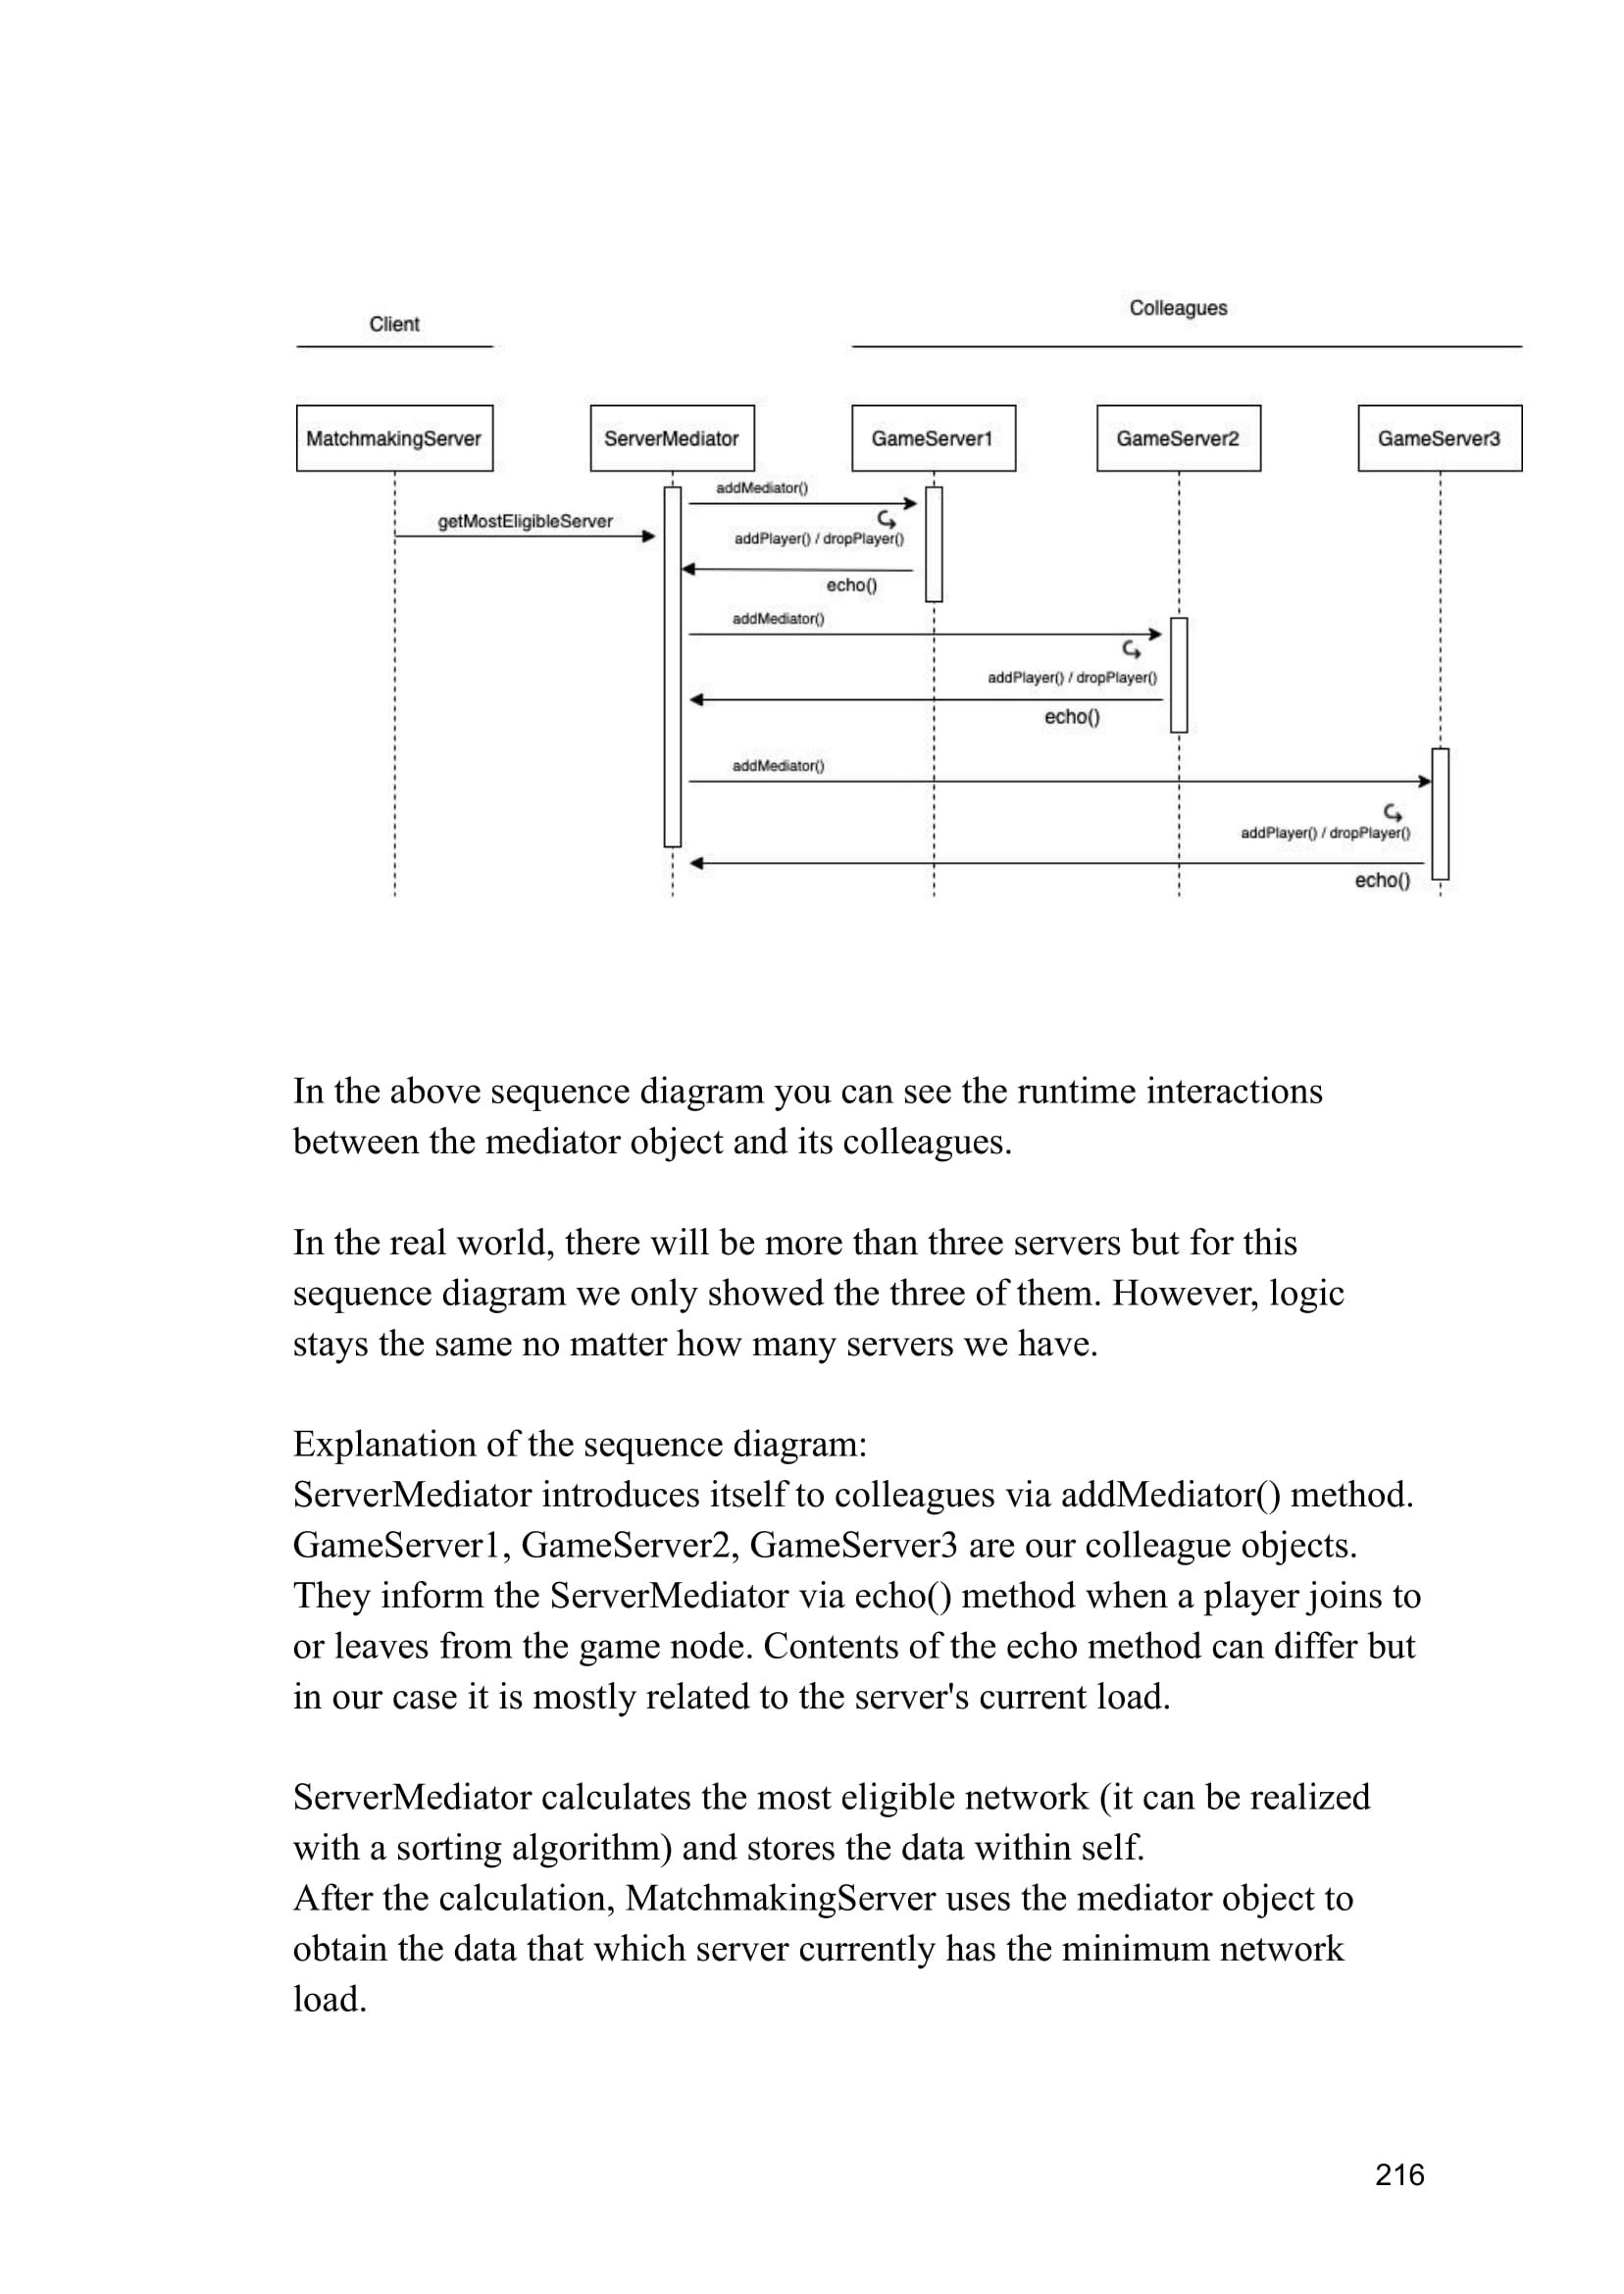 Client
Colleagues
MatchmakingServer
ServerMediator
GameServer1
GameServer2
GameServer3
addMediator()
getMostEligibleServer
addPlayer() / dropPlayer()
echo()
addMediator()
addPlayer() / dropPlayer()
echo()
addMediator()
addPlayer() / dropPlayer()
echo()
In the above sequence diagram you can see the runtime interactions
between the mediator object and its colleagues.
In the real world, there will be more than three servers but for this
sequence diagram we only showed the three of them. However, logic
stays the same no matter how many servers we have.
Explanation of the sequence diagram:
ServerMediator introduces itself to colleagues via addMediator() method.
GameServer1, GameServer2, GameServer3 are our colleague objects.
They inform the ServerMediator via echo() method when a player joins to
or leaves from the game node. Contents of the echo method can differ but
in our case it is mostly related to the server's current load.
ServerMediator calculates the most eligible network (it can be realized
with a sorting algorithm) and stores the data within self.
After the calculation, MatchmakingServer uses the mediator object to
obtain the data that which server currently has the minimum network
load.
216